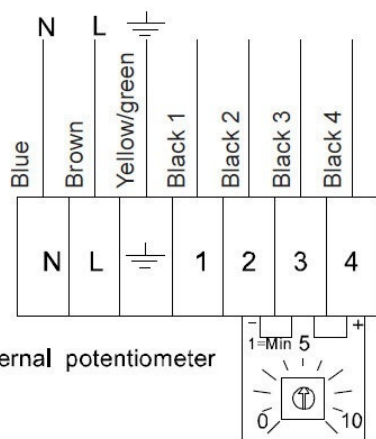 N L
Blue Brown Yellow/green Black 1 Black 2 Black 3 Black 4
N L 1 2 3 4
- +
1=Min 5
ernal potentiometer
0 10